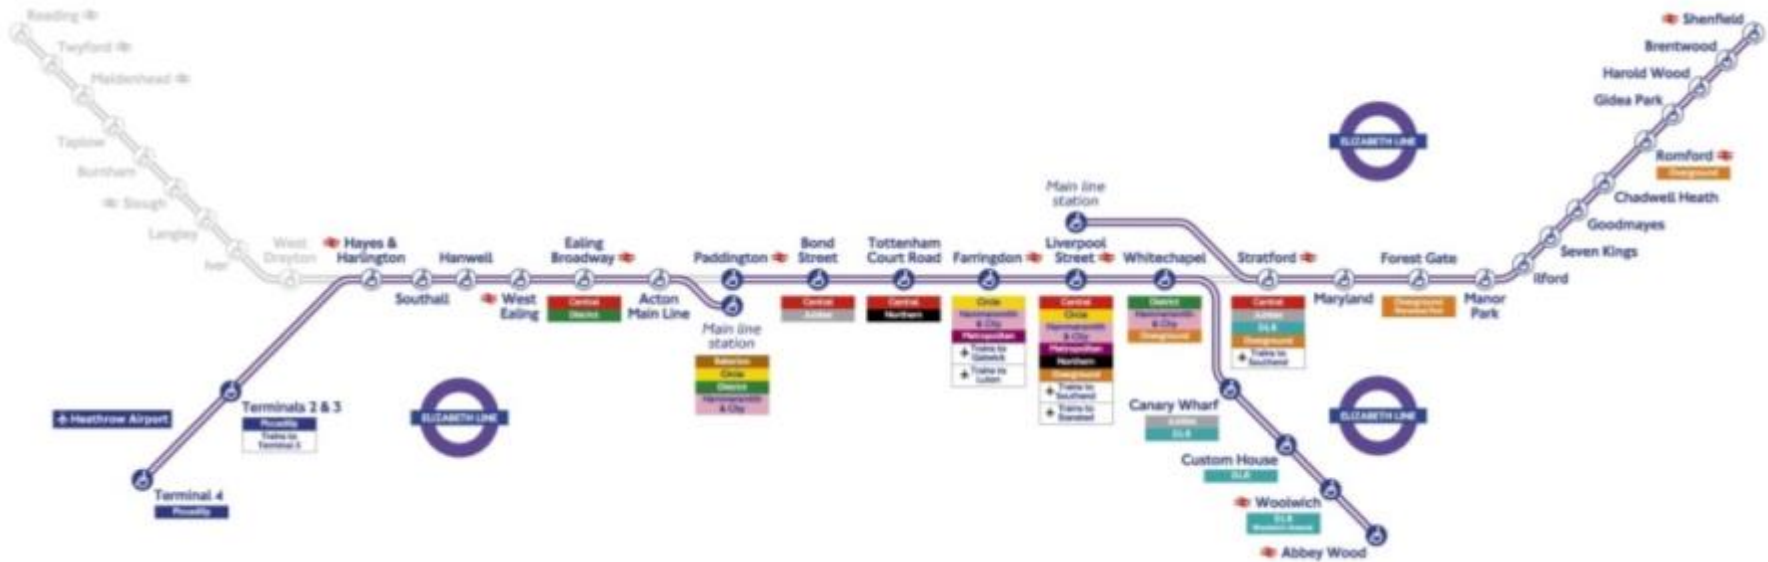 Reading
Twyford
Maidenhead
Taplow
Burnham
Slough
Langley
Iver
West
Drayton
Hayes &
Harlington
Southall
Hanwell
West
Ealing
Ealing
Broadway
Central
District
Acton
Main Line
Paddington
Main line
station
Bakerloo
Circle
District
Hammersmith
& City
Bond
Street
Central
Jubilee
Tottenham
Court Road
Central
Northern
Farringdon
Circle
Hammersmith
& City
Metropolitan
Trains to
Gatwick
Trains to
Luton
Main line
station
Liverpool
Street
Central
Circle
Hammersmith
& City
Metropolitan
Northern
Overground
Trains to
Southend
Trains to
Stansted
Whitechapel
District
Hammersmith
& City
Overground
Stratford
Central
Jubilee
DLR
Overground
Trains to
Southend
Maryland
Forest Gate
Overground
Manor
Park
Ilford
Seven Kings
Goodmayes
Chadwell Heath
Romford
Overground
Gidea Park
Harold Wood
Brentwood
Shenfield
ELIZABETH LINE
ELIZABETH LINE
ELIZABETH LINE
Heathrow Airport
Terminals 2 & 3
Piccadilly
Trains to
Terminal 5
Terminal 4
Piccadilly
Canary Wharf
Jubilee
DLR
Custom House
DLR
Woolwich
DLR
Woolwich Arsenal
Abbey Wood